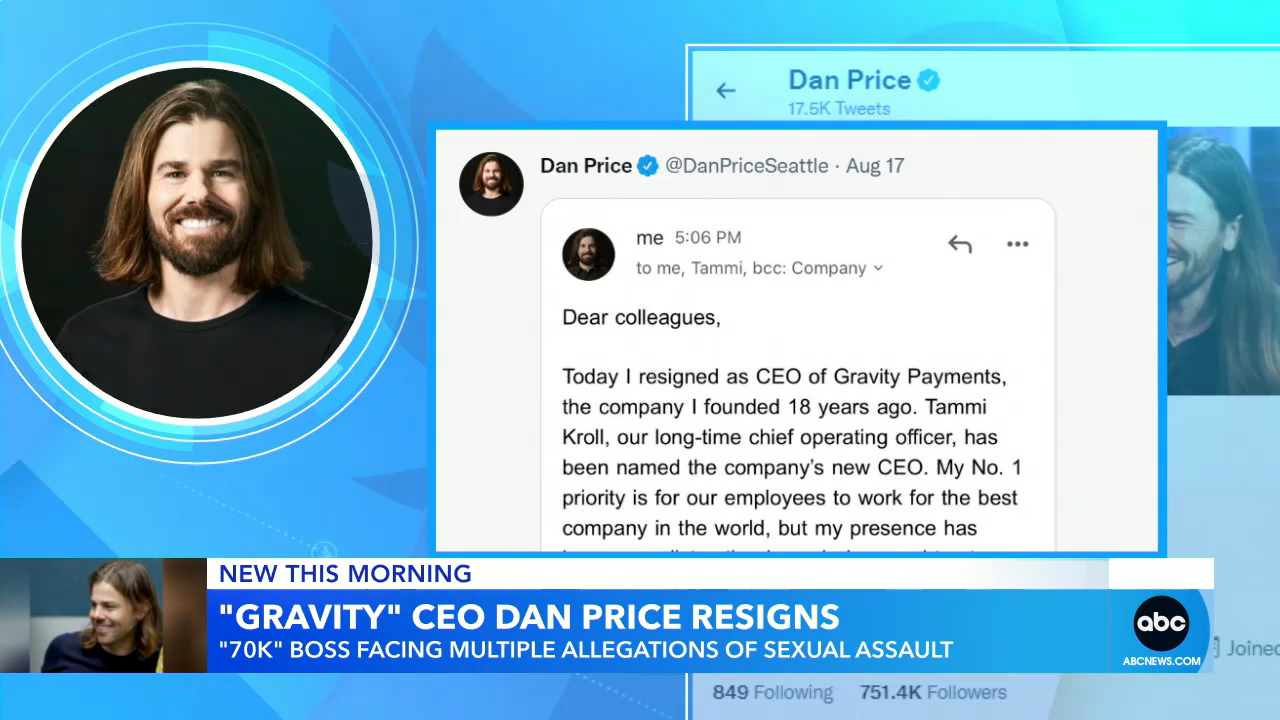 Dan Price
17.5K Tweets
Dan Price @DanPriceSeattle · Aug 17
me 5:06 PM
to me, Tammi, bcc: Company
Dear colleagues,
Today I resigned as CEO of Gravity Payments,
the company I founded 18 years ago. Tammi
Kroll, our long-time chief operating officer, has
been named the company's new CEO. My No. 1
priority is for our employees to work for the best
company in the world, but my presence has
NEW THIS MORNING
"GRAVITY" CEO DAN PRICE RESIGNS
"70K" BOSS FACING MULTIPLE ALLEGATIONS OF SEXUAL ASSAULT
abc
ABCNEWS.COM
Joined
849 Following 751.4K Followers